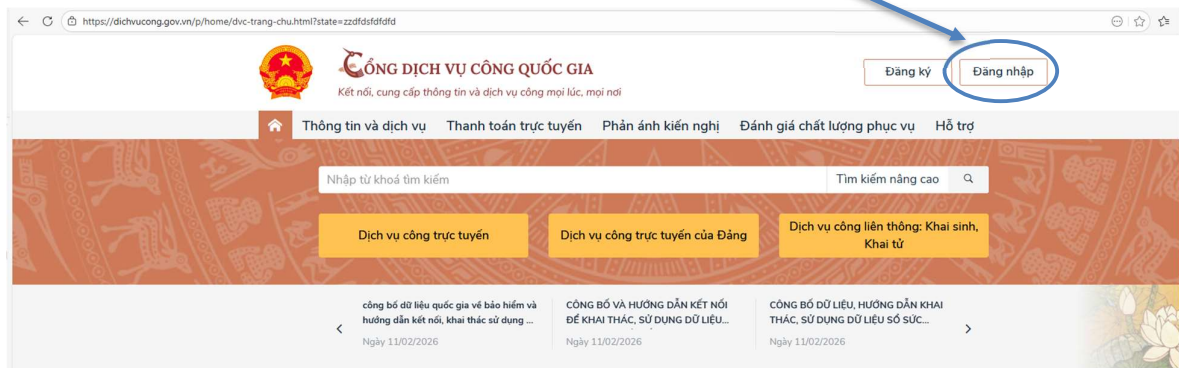 https://dichvucong.gov.vn/p/home/dvc-trang-chu.html?state=zzdfdsfdfdfd
CỔNG DỊCH VỤ CÔNG QUỐC GIA
Kết nối, cung cấp thông tin và dịch vụ công mọi lúc, mọi nơi
Đăng ký
Đăng nhập
Thông tin và dịch vụ
Thanh toán trực tuyến
Phản ánh kiến nghị
Đánh giá chất lượng phục vụ
Hỗ trợ
Nhập từ khoá tìm kiếm
Tìm kiếm nâng cao
Dịch vụ công trực tuyến
Dịch vụ công trực tuyến của Đảng
Dịch vụ công liên thông: Khai sinh,
Khai tử
công bố dữ liệu quốc gia về bảo hiểm và
hướng dẫn kết nối, khai thác sử dụng ...
Ngày 11/02/2026
CÔNG BỐ VÀ HƯỚNG DẪN KẾT NỐI
ĐỂ KHAI THÁC, SỬ DỤNG DỮ LIỆU...
Ngày 11/02/2026
CÔNG BỐ DỮ LIỆU, HƯỚNG DẪN KHAI
THÁC, SỬ DỤNG DỮ LIỆU SỔ SỨC...
Ngày 11/02/2026